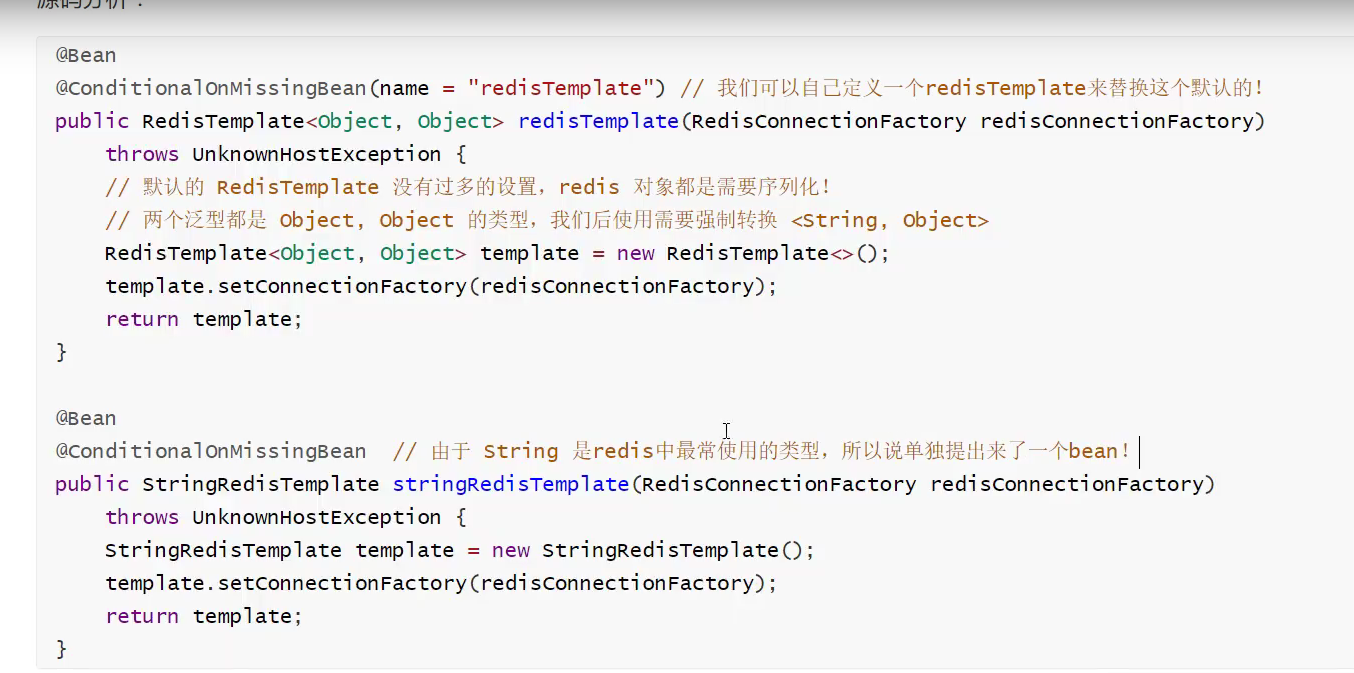 源码分析：
@Bean
@ConditionalOnMissingBean(name = "redisTemplate") // 我们可以自己定义一个redisTemplate来替换这个默认的！
public RedisTemplate<Object, Object> redisTemplate(RedisConnectionFactory redisConnectionFactory)
    throws UnknownHostException {
    // 默认的 RedisTemplate 没有过多的设置，redis 对象都是需要序列化！
    // 两个泛型都是 Object, Object 的类型，我们后使用需要强制转换 <String, Object>
    RedisTemplate<Object, Object> template = new RedisTemplate<>();
    template.setConnectionFactory(redisConnectionFactory);
    return template;
}
@Bean
@ConditionalOnMissingBean  // 由于 String 是redis中最常使用的类型，所以说单独提出来了一个bean！
public StringRedisTemplate stringRedisTemplate(RedisConnectionFactory redisConnectionFactory)
    throws UnknownHostException {
    StringRedisTemplate template = new StringRedisTemplate();
    template.setConnectionFactory(redisConnectionFactory);
    return template;
}